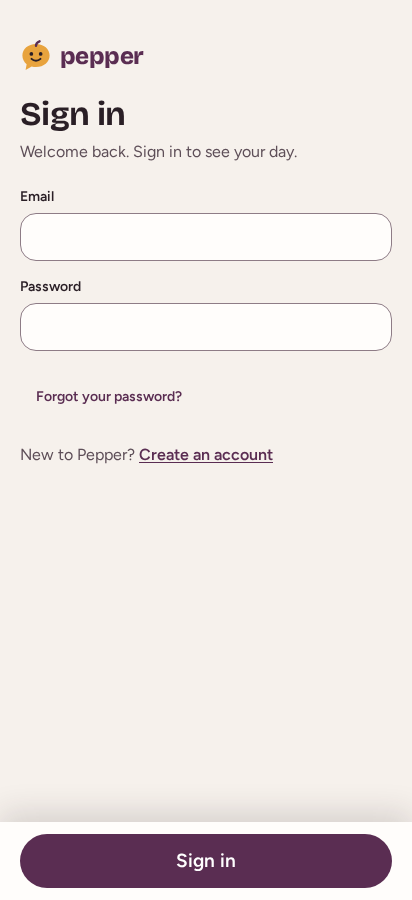 pepper
Sign in
Welcome back. Sign in to see your day.
Email
Password
Forgot your password?
New to Pepper? Create an account
Sign in